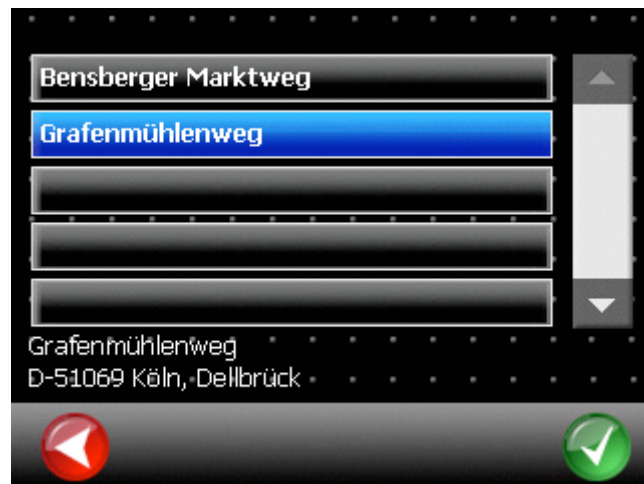 Bensberger Marktweg
Grafenmühlenweg
Grafenmühlenweg
D-51069 Köln, Dellbrück